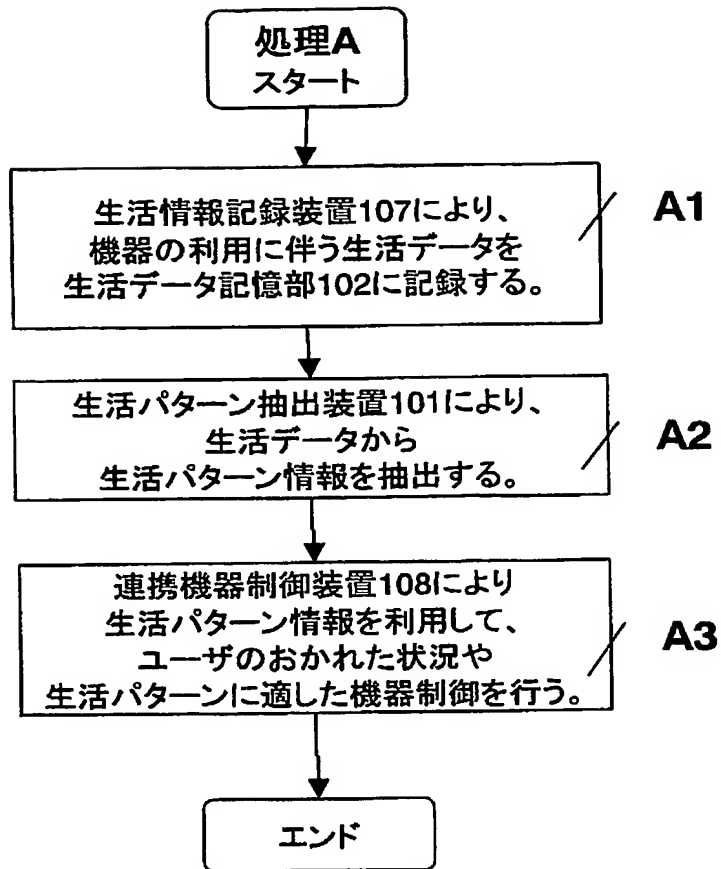 処理A
スタート
生活情報記録装置107により、
機器の利用に伴う生活データを
生活データ記憶部102に記録する。
A1
生活パターン抽出装置101により、
生活データから
生活パターン情報を抽出する。
A2
連携機器制御装置108により
生活パターン情報を利用して、
ユーザのおかれた状況や
生活パターンに適した機器制御を行う。
A3
エンド